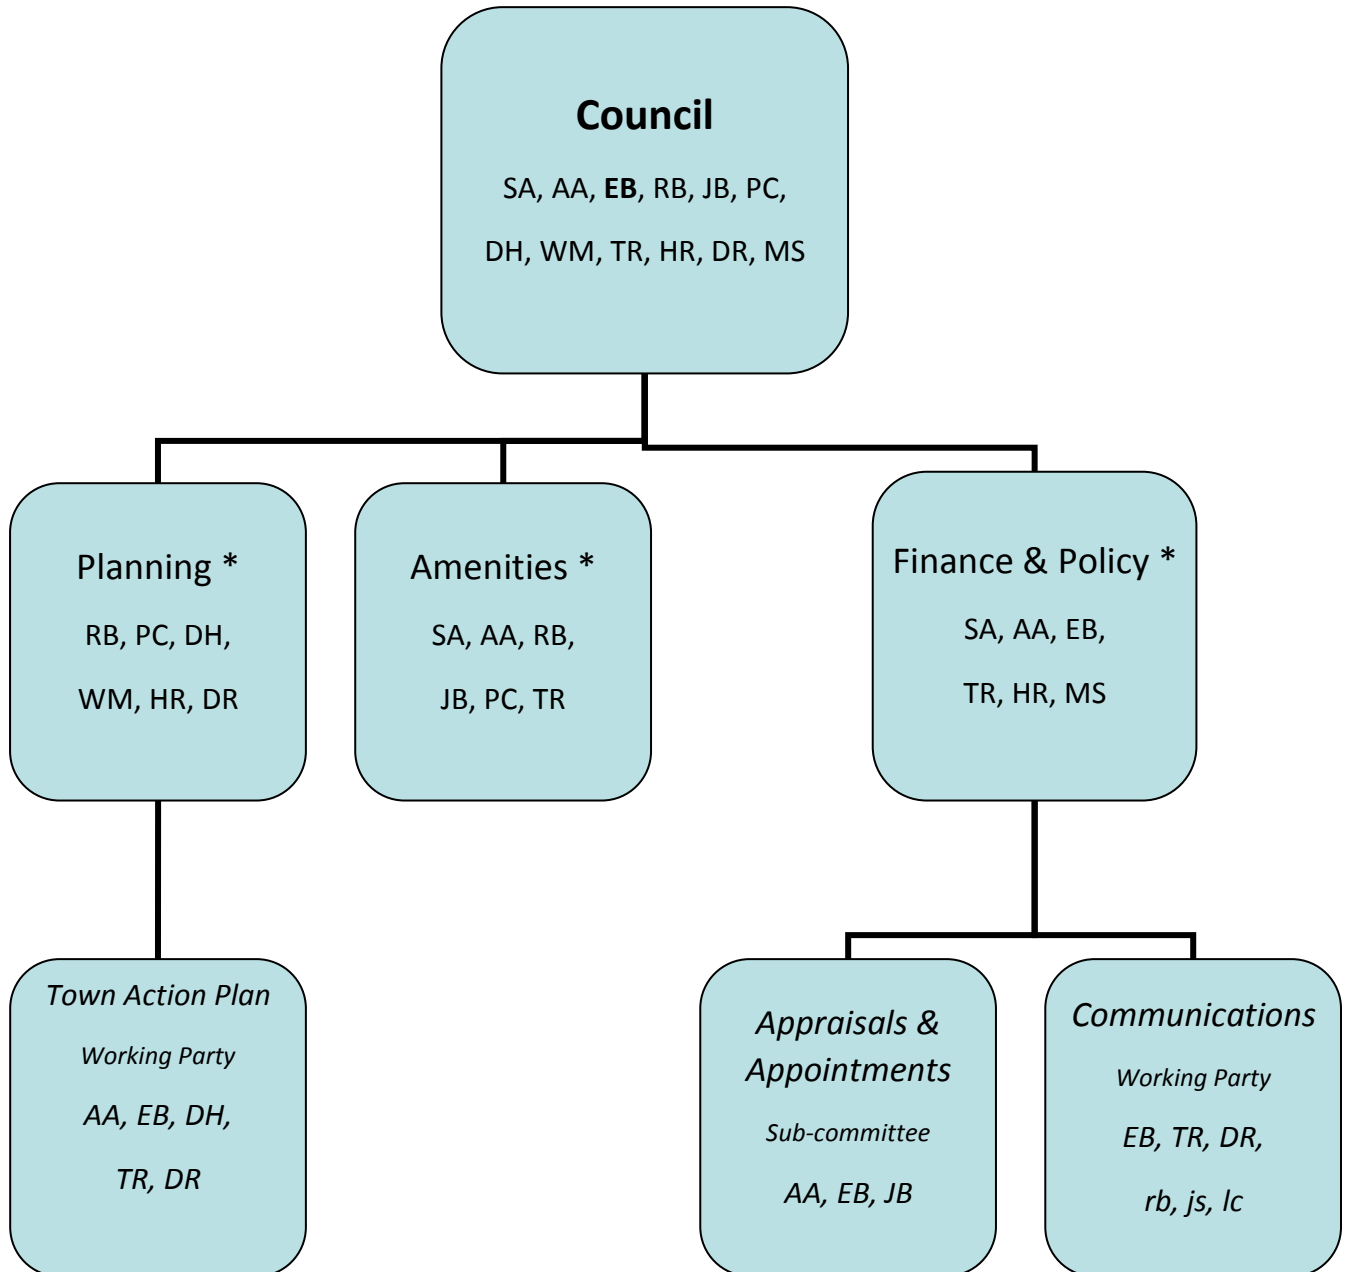 Council
SA, AA, EB, RB, JB, PC,
DH, WM, TR, HR, DR, MS
Planning *
RB, PC, DH,
WM, HR, DR
Amenities *
SA, AA, RB,
JB, PC, TR
Finance & Policy *
SA, AA, EB,
TR, HR, MS
Town Action Plan
Working Party
AA, EB, DH,
TR, DR
Appraisals &
Appointments
Sub-committee
AA, EB, JB
Communications
Working Party
EB, TR, DR,
rb, js, lc